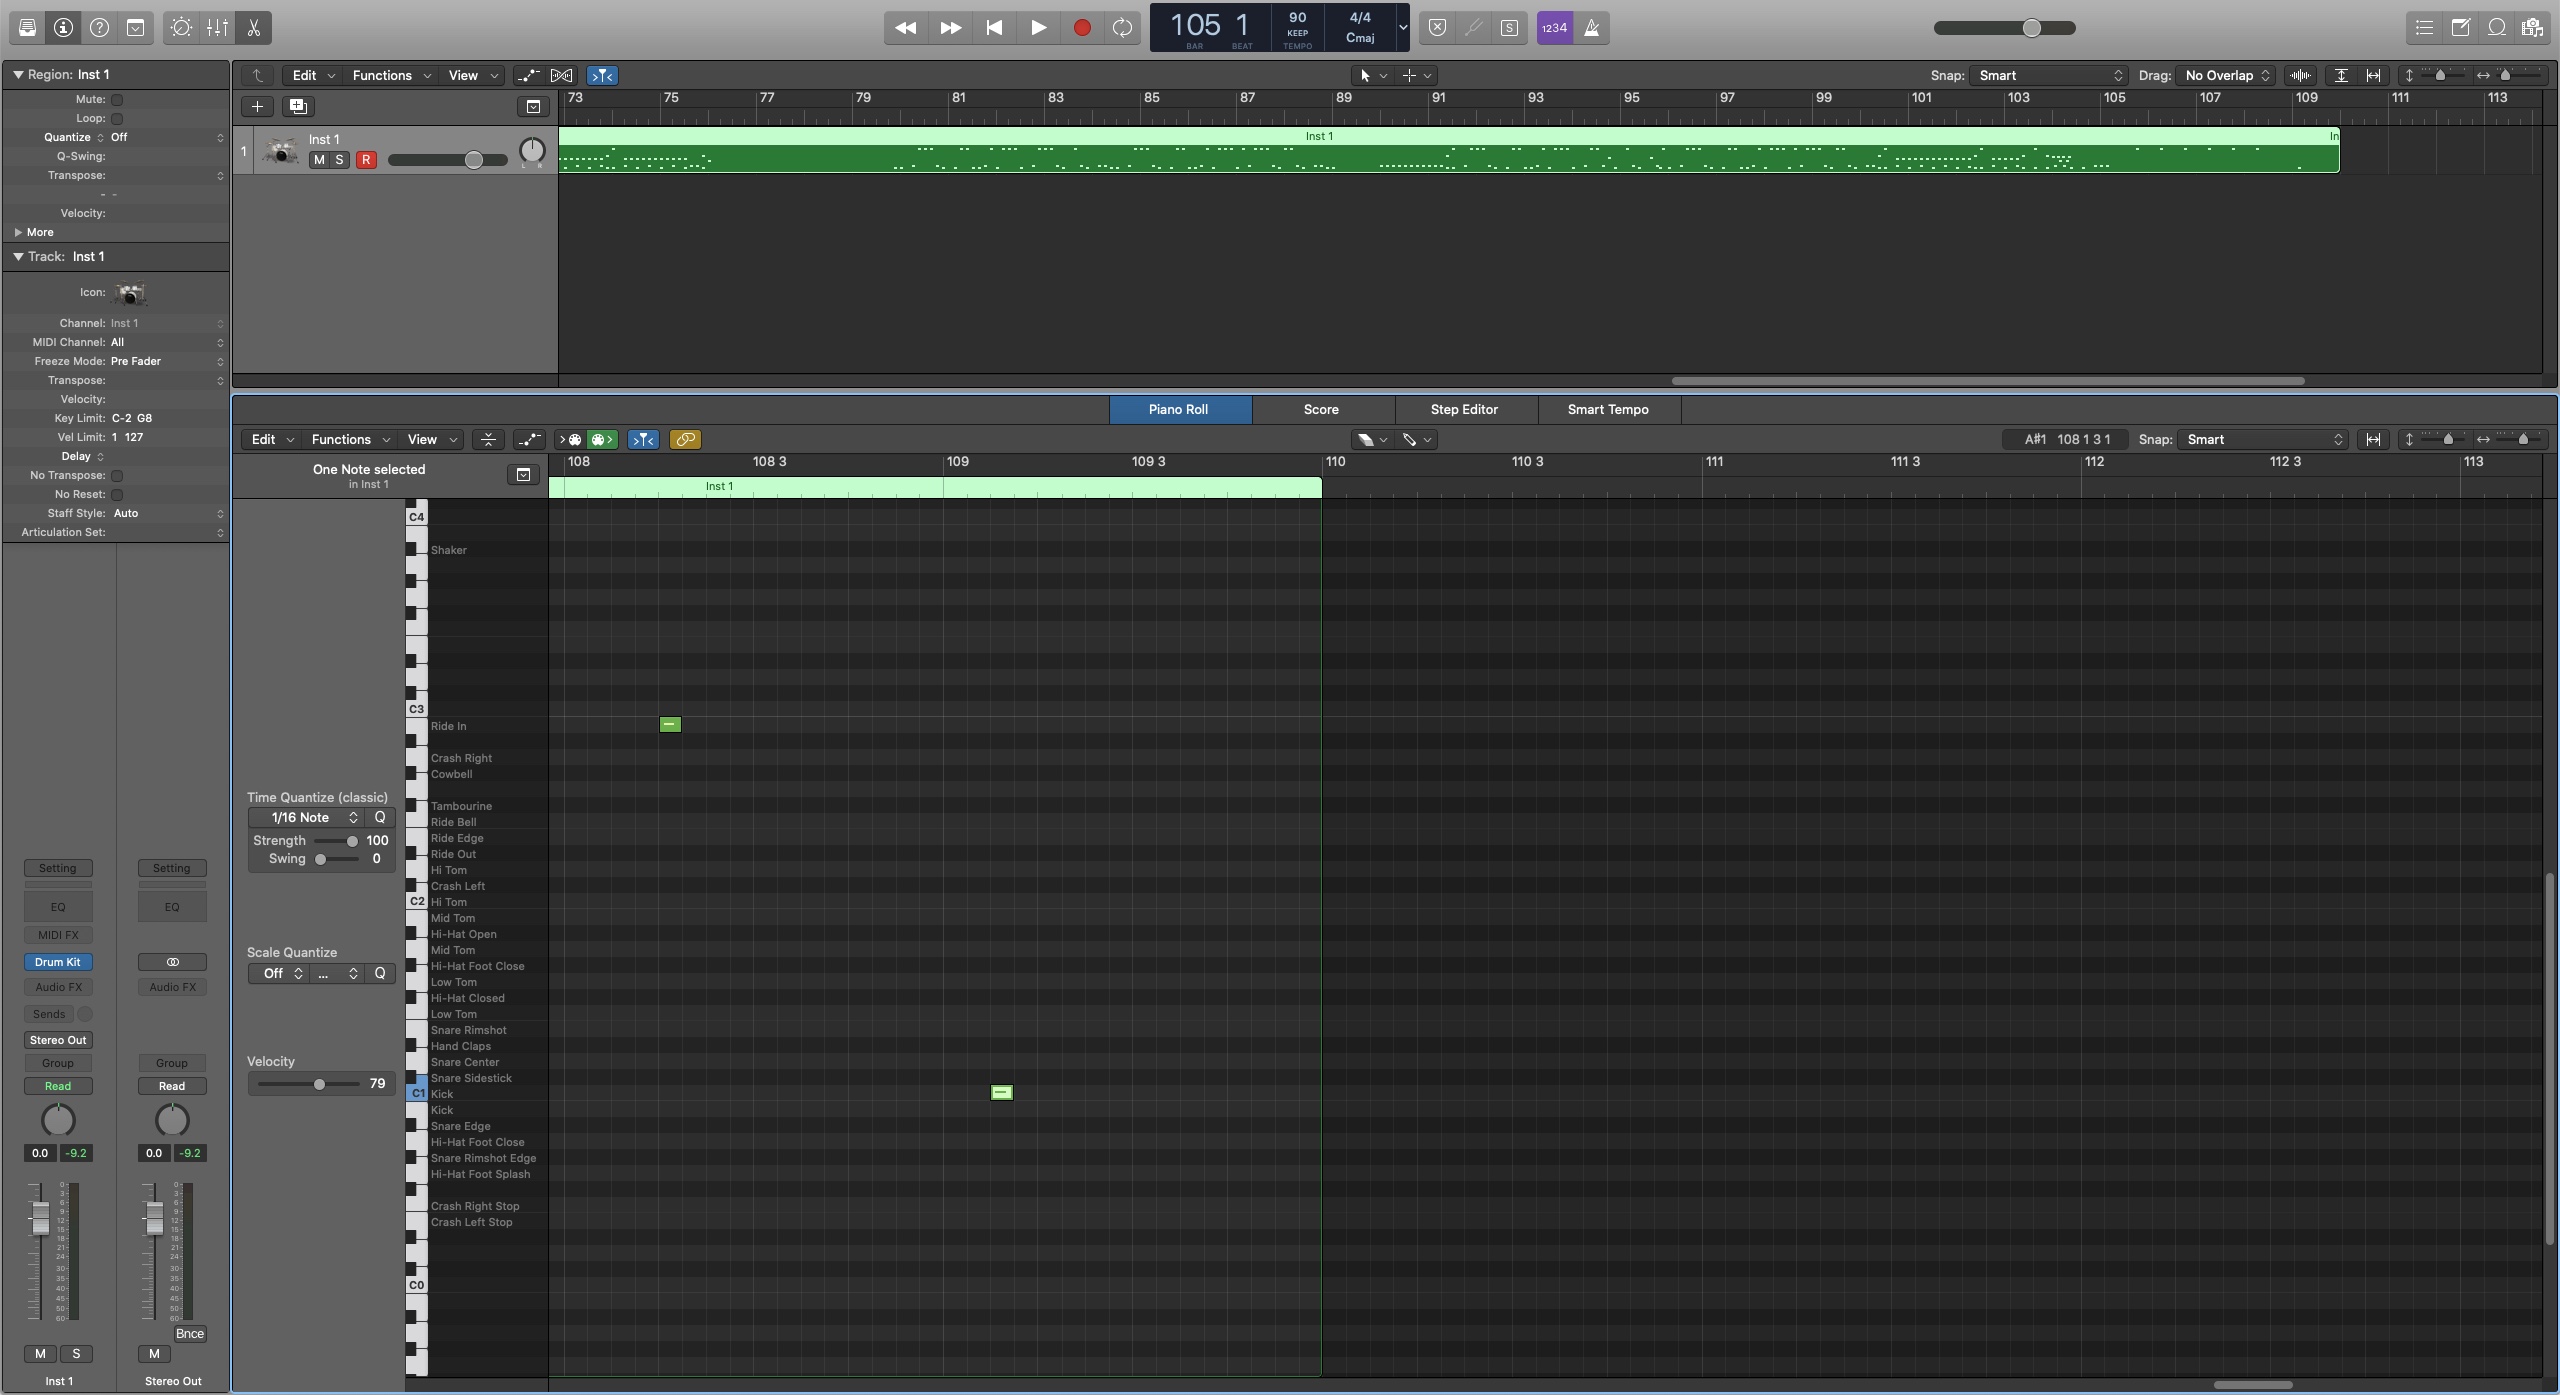 105 1
BAR BEAT
90
KEEP
TEMPO
4/4
Cmaj
S
1234
Region: Inst 1
Mute:
Loop:
Quantize Off
Q-Swing:
Transpose:
- -
Velocity:
More
Track: Inst 1
Icon:
Channel: Inst 1
MIDI Channel: All
Freeze Mode: Pre Fader
Transpose:
Velocity:
Key Limit: C-2 G8
Vel Limit: 1 127
Delay
No Transpose:
No Reset:
Staff Style: Auto
Articulation Set:
Setting Setting
EQ EQ
MIDI FX
Drum Kit
Audio FX Audio FX
Sends
Stereo Out
Group Group
Read Read
0.0 -9.2 0.0 -9.2
Bnce
M S M
Inst 1 Stereo Out
Edit Functions View
Snap: Smart Drag: No Overlap
73 75 77 79 81 83 85 87 89 91 93 95 97 99 101 103 105 107 109 111 113
1 Inst 1
M S R
L R
Inst 1 In
Piano Roll Score Step Editor Smart Tempo
Edit Functions View
A#1 108 1 3 1 Snap: Smart
One Note selected
in Inst 1
108 108 3 109 109 3 110 110 3 111 111 3 112 112 3 113
Inst 1
Time Quantize (classic)
1/16 Note Q
Strength 100
Swing 0
Scale Quantize
Off ... Q
Velocity
79
C4
Shaker
C3
Ride In
Crash Right
Cowbell
Tambourine
Ride Bell
Ride Edge
Ride Out
Hi Tom
Crash Left
C2 Hi Tom
Mid Tom
Hi-Hat Open
Mid Tom
Hi-Hat Foot Close
Low Tom
Hi-Hat Closed
Low Tom
Snare Rimshot
Hand Claps
Snare Center
Snare Sidestick
C1 Kick
Kick
Snare Edge
Hi-Hat Foot Close
Snare Rimshot Edge
Hi-Hat Foot Splash
Crash Right Stop
Crash Left Stop
C0